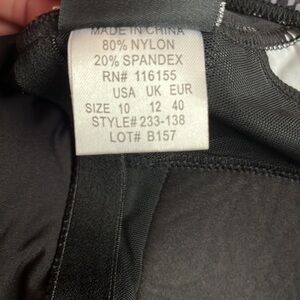 MADE IN CHINA
80% NYLON
20% SPANDEX
RN# 116155
USA UK EUR
SIZE 10 12 40
STYLE# 233-138
LOT# B157